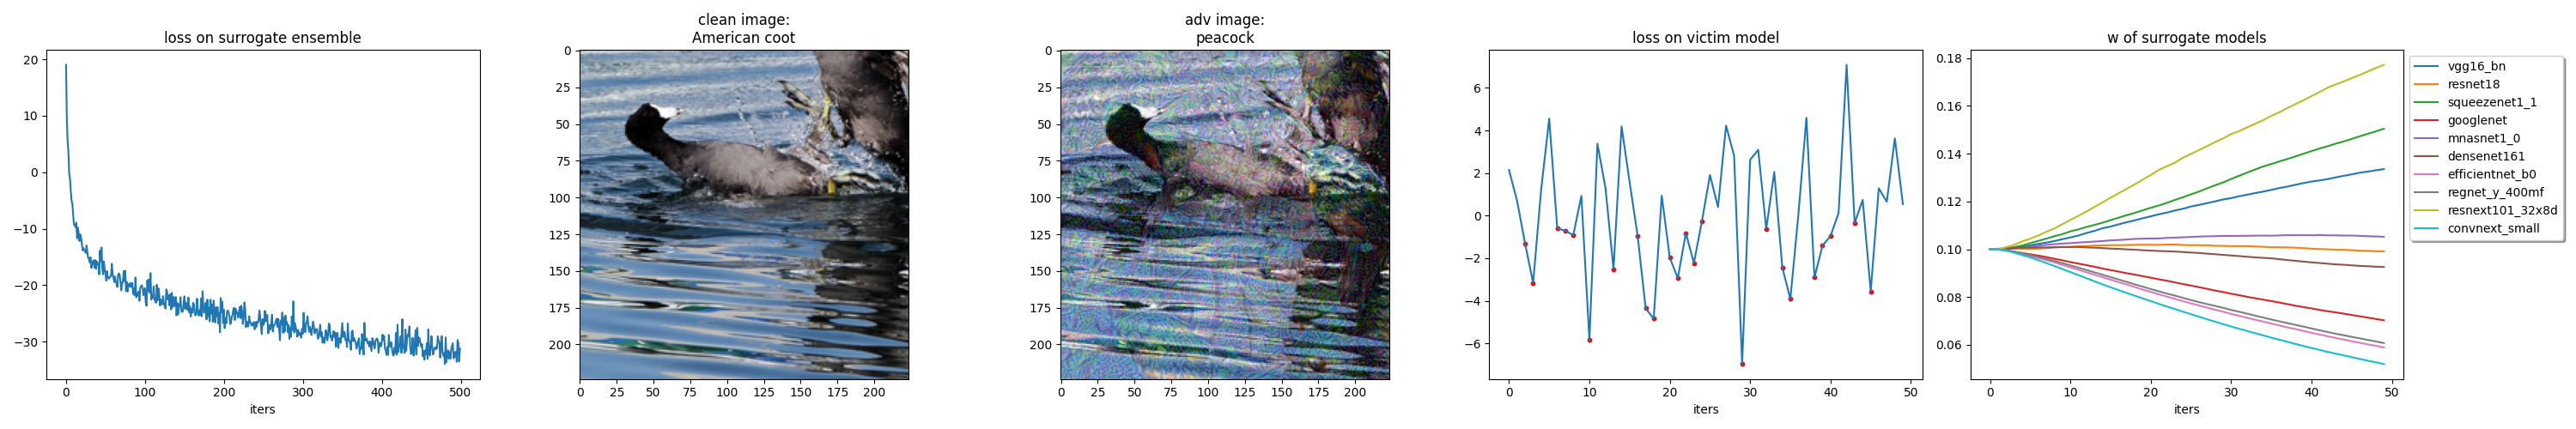 loss on surrogate ensemble
20
10
0
−10
−20
−30
0 100 200 300 400 500
iters
clean image:
American coot
0
25
50
75
100
125
150
175
200
0 25 50 75 100 125 150 175 200
adv image:
peacock
0
25
50
75
100
125
150
175
200
0 25 50 75 100 125 150 175 200
loss on victim model
6
4
2
0
−2
−4
−6
0 10 20 30 40 50
iters
w of surrogate models
0.18
0.16
0.14
0.12
0.10
0.08
0.06
0 10 20 30 40 50
iters
vgg16_bn
resnet18
squeezenet1_1
googlenet
mnasnet1_0
densenet161
efficientnet_b0
regnet_y_400mf
resnext101_32x8d
convnext_small